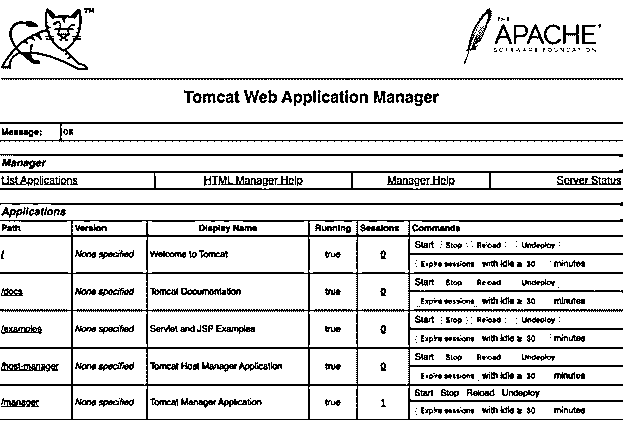 TM
THE
APACHE
SOFTWARE FOUNDATION
Tomcat Web Application Manager
Message: OK
Manager
List Applications HTML Manager Help Manager Help Server Status
Applications
Path Version Display Name Running Sessions Commands
/ None specified Welcome to Tomcat true 0 Start Stop Reload Undeploy
Expire sessions with idle ≥ 30 minutes
/docs None specified Tomcat Documentation true 0 Start Stop Reload Undeploy
Expire sessions with idle ≥ 30 minutes
/examples None specified Servlet and JSP Examples true 0 Start Stop Reload Undeploy
Expire sessions with idle ≥ 30 minutes
/host-manager None specified Tomcat Host Manager Application true 0 Start Stop Reload Undeploy
Expire sessions with idle ≥ 30 minutes
/manager None specified Tomcat Manager Application true 1 Start Stop Reload Undeploy
Expire sessions with idle ≥ 30 minutes